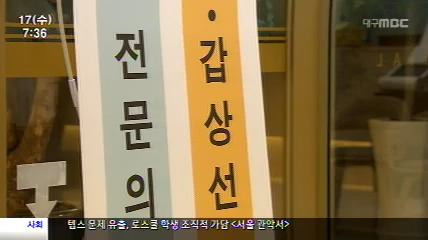 17(수)
7:36
대구MBC
전문의
·갑상선
A L
사회 텝스 문제 유출, 로스쿨 학생 조직적 가담 <서울 관악서>